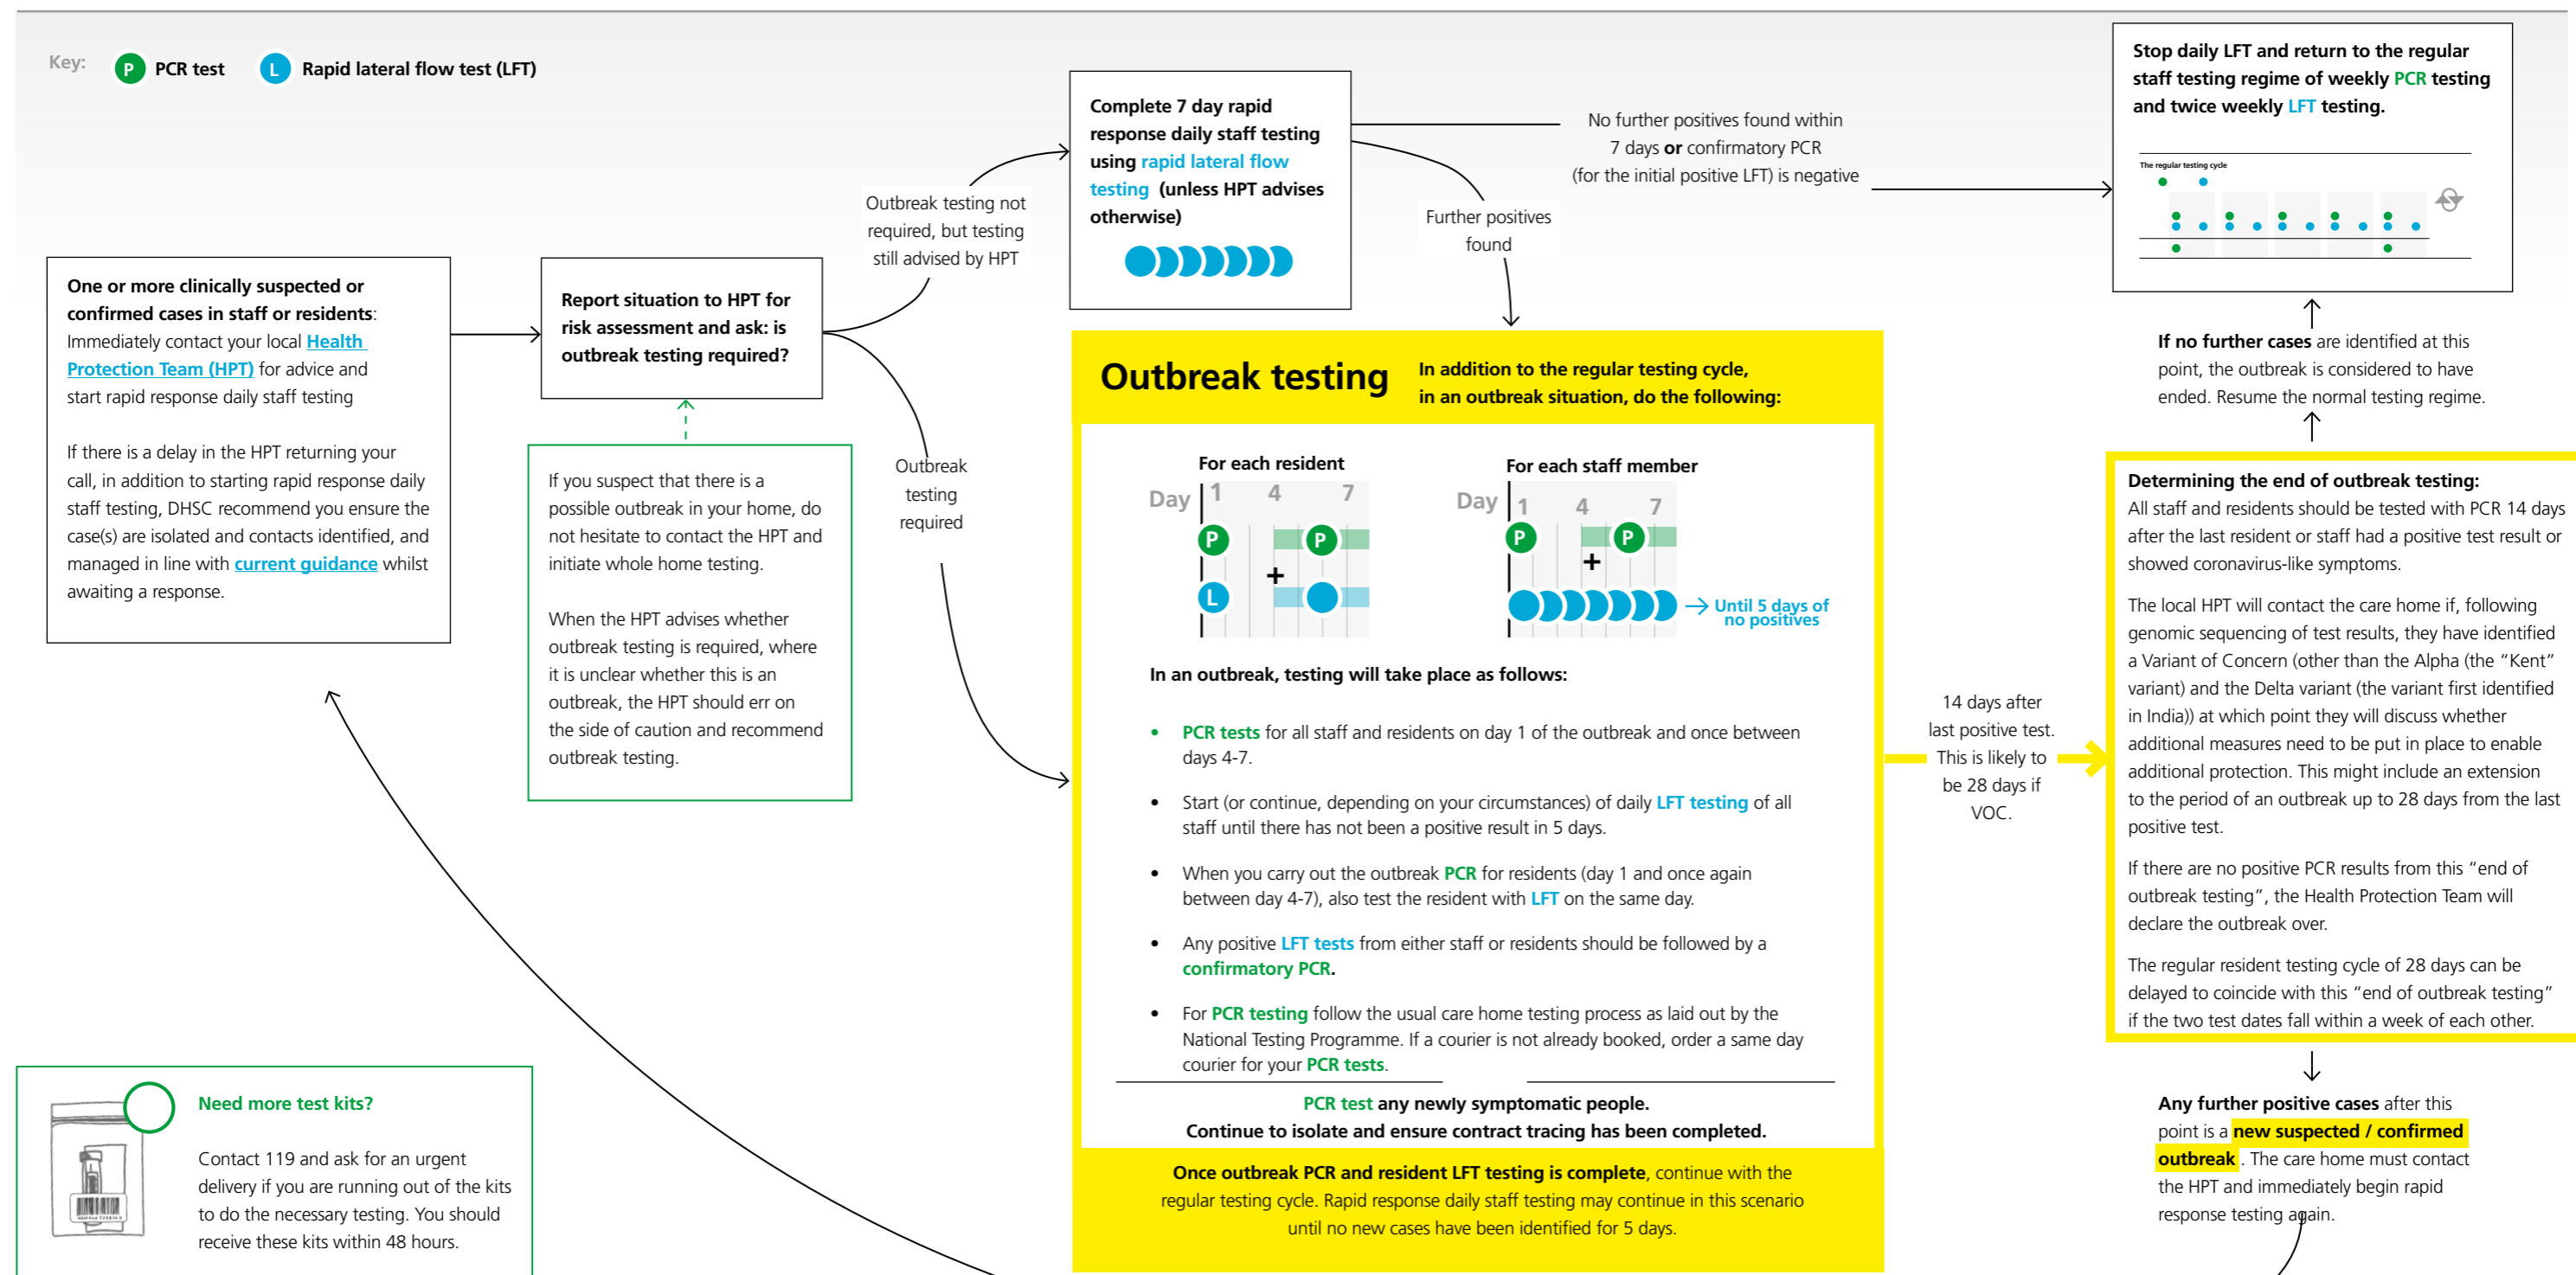 Key:
P PCR test
L Rapid lateral flow test (LFT)
One or more clinically suspected or
confirmed cases in staff or residents:
Immediately contact your local Health
Protection Team (HPT) for advice and
start rapid response daily staff testing
If there is a delay in the HPT returning your
call, in addition to starting rapid response daily
staff testing, DHSC recommend you ensure the
case(s) are isolated and contacts identified, and
managed in line with current guidance whilst
awaiting a response.
Report situation to HPT for
risk assessment and ask: is
outbreak testing required?
If you suspect that there is a
possible outbreak in your home, do
not hesitate to contact the HPT and
initiate whole home testing.
When the HPT advises whether
outbreak testing is required, where
it is unclear whether this is an
outbreak, the HPT should err on
the side of caution and recommend
outbreak testing.
Outbreak testing not
required, but testing
still advised by HPT
Outbreak
testing
required
Complete 7 day rapid
response daily staff testing
using rapid lateral flow
testing (unless HPT advises
otherwise)
No further positives found within
7 days or confirmatory PCR
(for the initial positive LFT) is negative
Further positives
found
Stop daily LFT and return to the regular
staff testing regime of weekly PCR testing
and twice weekly LFT testing.
The regular testing cycle
Outbreak testing
In addition to the regular testing cycle,
in an outbreak situation, do the following:
For each resident
Day 1 4 7
P P
+
L
For each staff member
Day 1 4 7
P P
+
Until 5 days of
no positives
In an outbreak, testing will take place as follows:
• PCR tests for all staff and residents on day 1 of the outbreak and once between
days 4-7.
• Start (or continue, depending on your circumstances) of daily LFT testing of all
staff until there has not been a positive result in 5 days.
• When you carry out the outbreak PCR for residents (day 1 and once again
between day 4-7), also test the resident with LFT on the same day.
• Any positive LFT tests from either staff or residents should be followed by a
confirmatory PCR.
• For PCR testing follow the usual care home testing process as laid out by the
National Testing Programme. If a courier is not already booked, order a same day
courier for your PCR tests.
PCR test any newly symptomatic people.
Continue to isolate and ensure contract tracing has been completed.
Once outbreak PCR and resident LFT testing is complete, continue with the
regular testing cycle. Rapid response daily staff testing may continue in this scenario
until no new cases have been identified for 5 days.
14 days after
last positive test.
This is likely to
be 28 days if
VOC.
If no further cases are identified at this
point, the outbreak is considered to have
ended. Resume the normal testing regime.
Determining the end of outbreak testing:
All staff and residents should be tested with PCR 14 days
after the last resident or staff had a positive test result or
showed coronavirus-like symptoms.
The local HPT will contact the care home if, following
genomic sequencing of test results, they have identified
a Variant of Concern (other than the Alpha (the “Kent”
variant) and the Delta variant (the variant first identified
in India)) at which point they will discuss whether
additional measures need to be put in place to enable
additional protection. This might include an extension
to the period of an outbreak up to 28 days from the last
positive test.
If there are no positive PCR results from this “end of
outbreak testing”, the Health Protection Team will
declare the outbreak over.
The regular resident testing cycle of 28 days can be
delayed to coincide with this “end of outbreak testing”
if the two test dates fall within a week of each other.
Any further positive cases after this
point is a new suspected / confirmed
outbreak . The care home must contact
the HPT and immediately begin rapid
response testing again.
Need more test kits?
Contact 119 and ask for an urgent
delivery if you are running out of the kits
to do the necessary testing. You should
receive these kits within 48 hours.